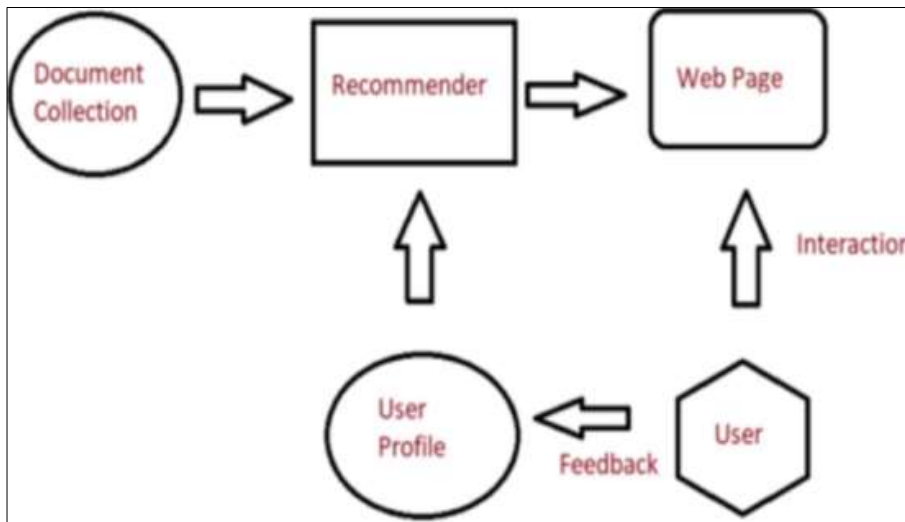 Document
Collection
Recommender
Web Page
Interaction
User
Profile
Feedback
User